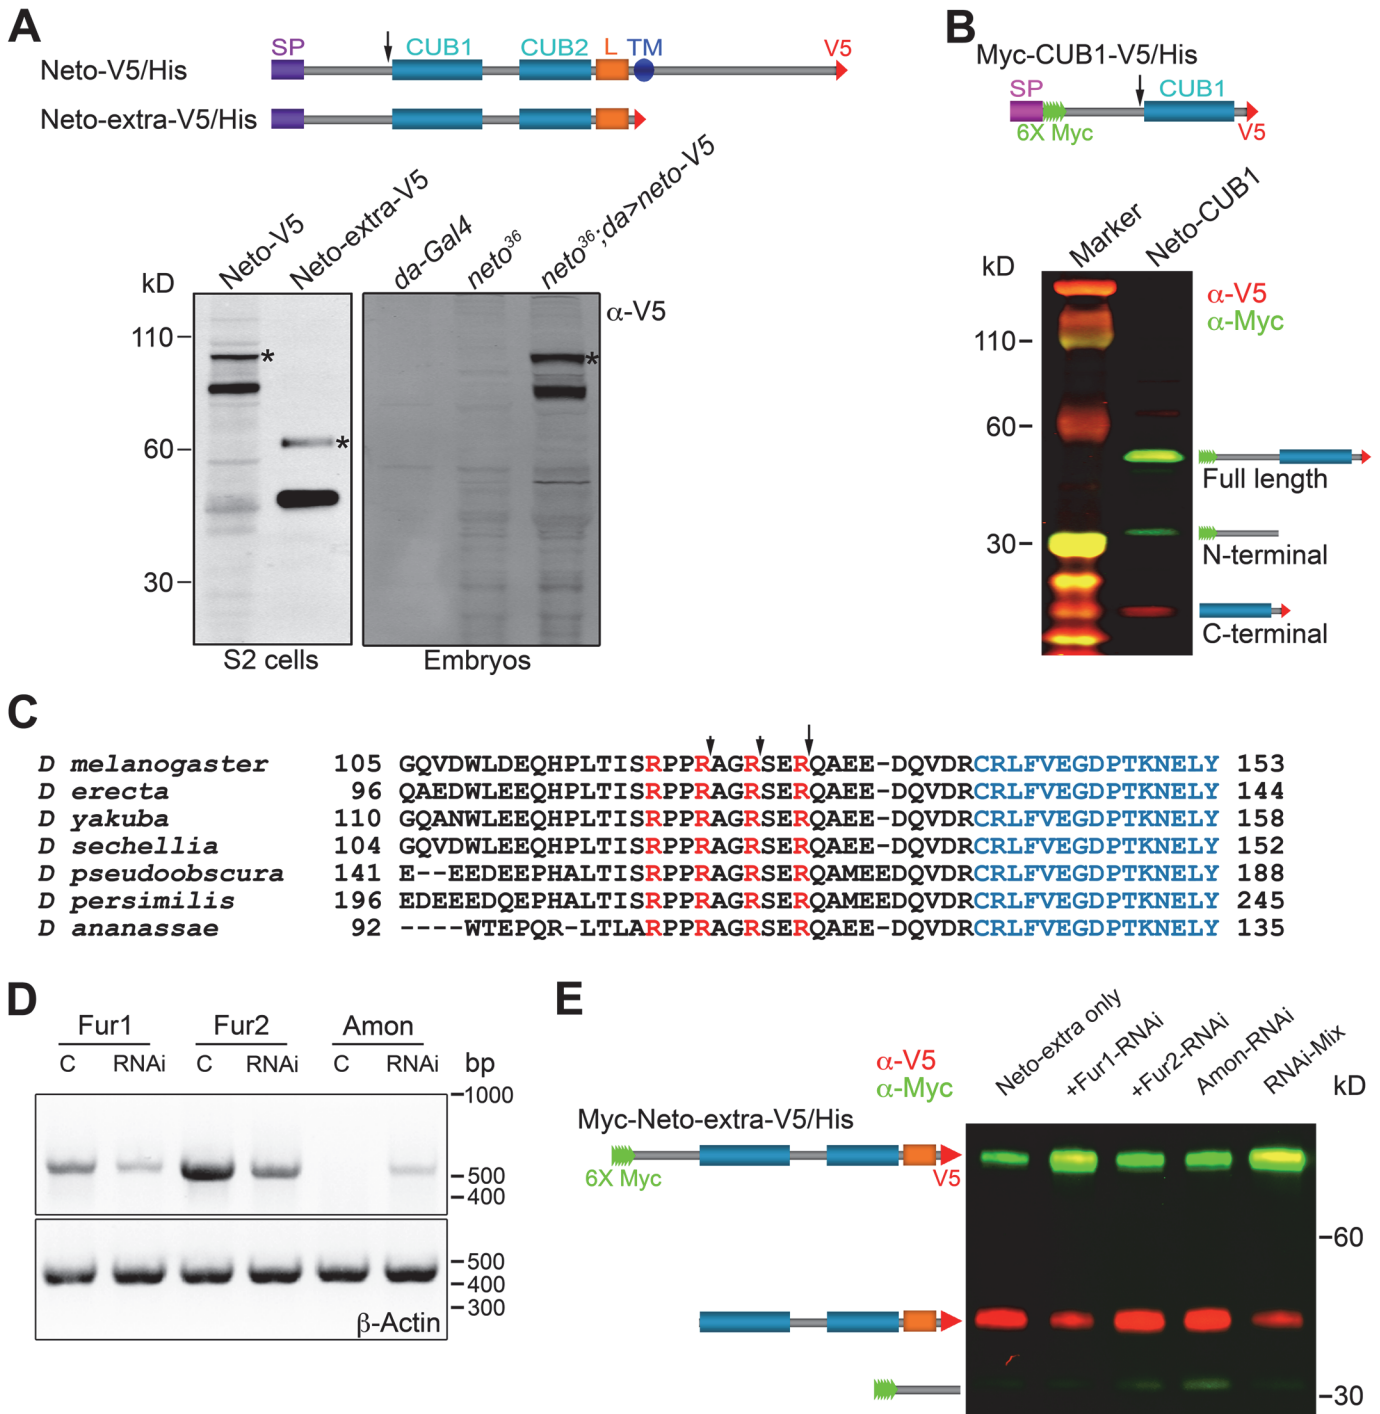 A
SP CUB1 CUB2 L TM V5
Neto-V5/His
Neto-extra-V5/His
Neto-V5 Neto-extra-V5 da-Gal4 neto36 neto36;da>neto-V5
kD
α-V5
110
*
*
60
*
30
S2 cells Embryos
B
Myc-CUB1-V5/His
SP CUB1
6X Myc V5
Marker Neto-CUB1
kD
α-V5
α-Myc
110
60
Full length
30
N-terminal
C-terminal
C
D melanogaster 105 GQVDWLDEQHPLTISRPPRAGRSERQAEE-DQVDRCRLFVEGDPTKNELY 153
D erecta 96 QAEDWLEEQHPLTISRPPRAGRSERQAEE-DQVDRCRLFVEGDPTKNELY 144
D yakuba 110 GQANWLEEQHPLTISRPPRAGRSERQAEE-DQVDRCRLFVEGDPTKNELY 158
D sechellia 104 GQVDWLEEQHPLTISRPPRAGRSERQAEE-DQVDRCRLFVEGDPTKNELY 152
D pseudoobscura 141 E--EEDEEPHALTISRPPRAGRSERQAMEEDQVDRCRLFVEGDPTKNELY 188
D persimilis 196 EDEEEDQEPHALTISRPPRAGRSERQAMEEDQVDRCRLFVEGDPTKNELY 245
D ananassae 92 ----WTEPQR-LTLARPPRAGRSERQAEE-DQVDRCRLFVEGDPTKNELY 135
D
Fur1 Fur2 Amon
C RNAi C RNAi C RNAi bp
1000
500
400
500
400
300
β-Actin
E
α-V5
α-Myc
Neto-extra only +Fur1-RNAi +Fur2-RNAi Amon-RNAi RNAi-Mix
kD
Myc-Neto-extra-V5/His
6X Myc V5
60
30